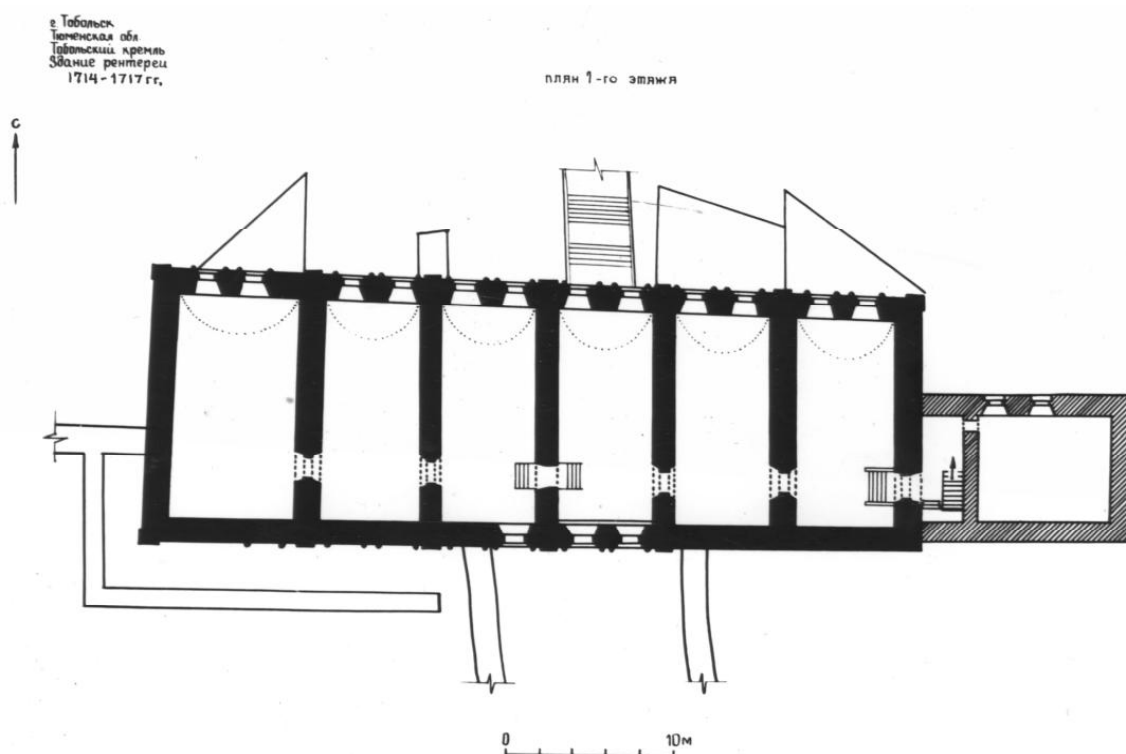 г Тобольск
Тюменская обл
Тобольский кремль
Здание рентереи
1714-1717 гг.
план 1-го этажа
с
0 10м